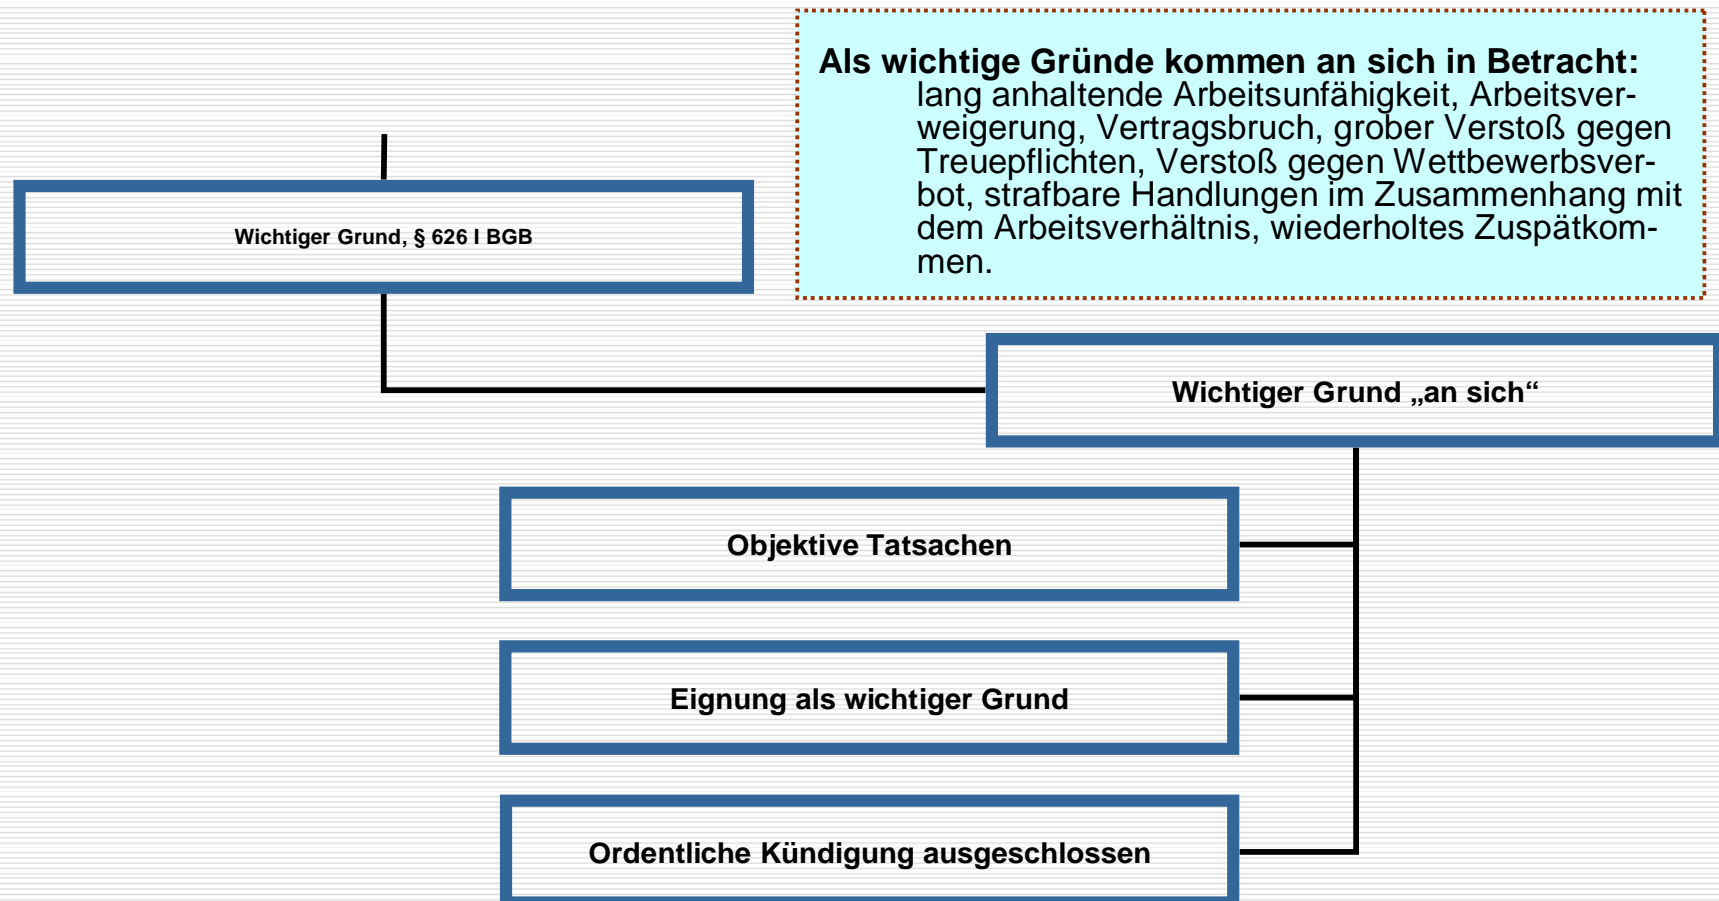 Als wichtige Gründe kommen an sich in Betracht:
lang anhaltende Arbeitsunfähigkeit, Arbeitsver-
weigerung, Vertragsbruch, grober Verstoß gegen
Treuepflichten, Verstoß gegen Wettbewerbsver-
bot, strafbare Handlungen im Zusammenhang mit
dem Arbeitsverhältnis, wiederholtes Zuspätkom-
men.
Wichtiger Grund, § 626 I BGB
Wichtiger Grund „an sich“
Objektive Tatsachen
Eignung als wichtiger Grund
Ordentliche Kündigung ausgeschlossen